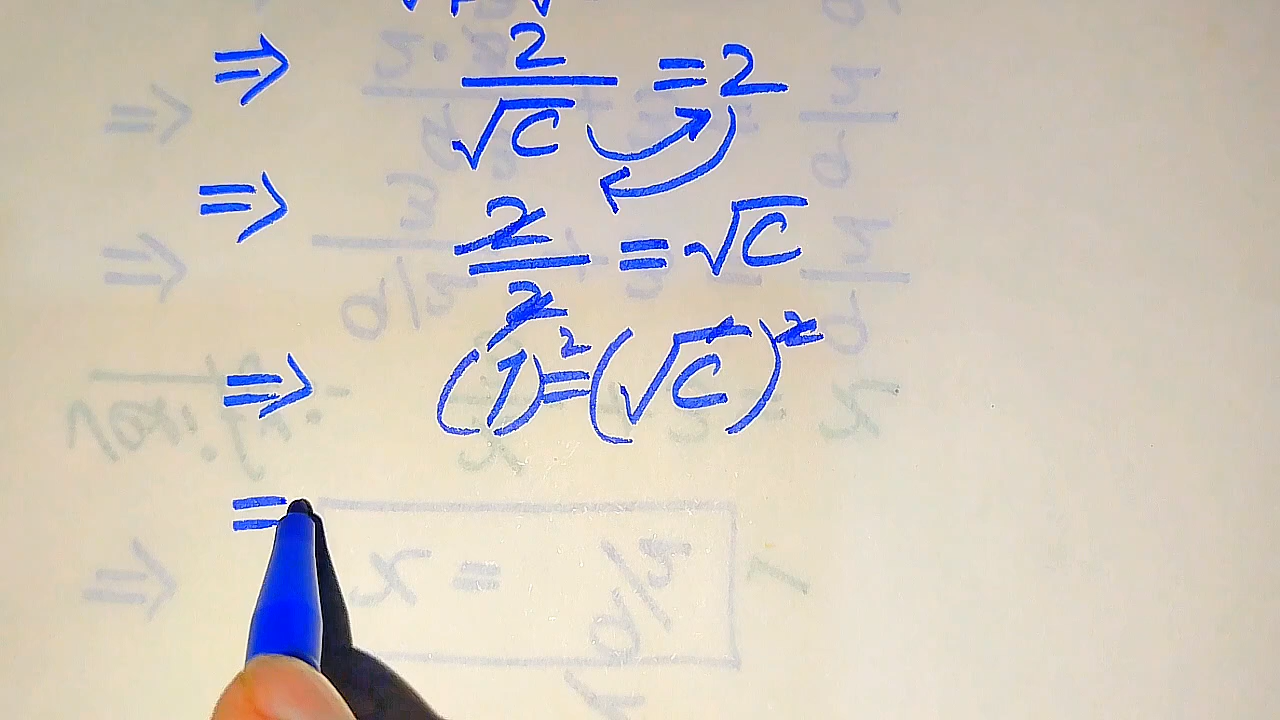 ⇒ 2/√C = 2
⇒ 2/2 = √C
⇒ (1)² = (√C)²
=